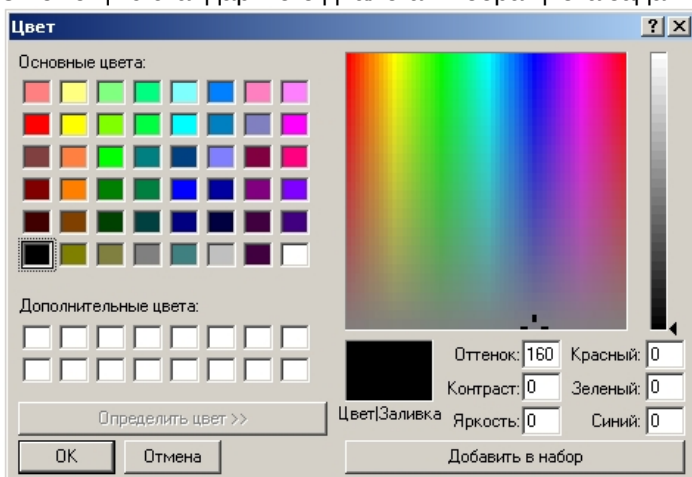 Цвет
Основные цвета:
Дополнительные цвета:
Определить цвет >>
OK
Отмена
Цвет|Заливка
Оттенок: 160
Контраст: 0
Яркость: 0
Красный: 0
Зеленый: 0
Синий: 0
Добавить в набор